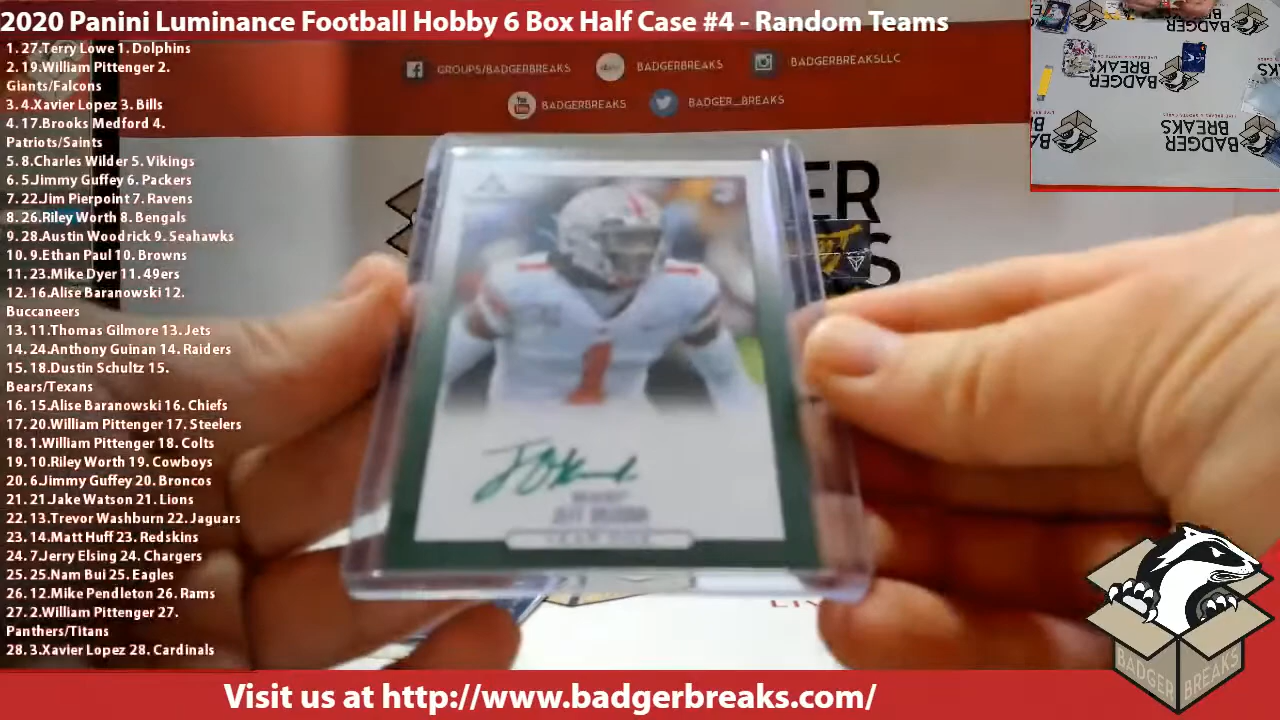 2020 Panini Luminance Football Hobby 6 Box Half Case #4 - Random Teams
1. 27.Terry Lowe 1. Dolphins
2. 19.William Pittenger 2.
Giants/Falcons
3. 4.Xavier Lopez 3. Bills
4. 17.Brooks Medford 4.
Patriots/Saints
5. 8.Charles Wilder 5. Vikings
6. 5.Jimmy Guffey 6. Packers
7. 22.Jim Pierpoint 7. Ravens
8. 26.Riley Worth 8. Bengals
9. 28.Austin Woodrick 9. Seahawks
10. 9.Ethan Paul 10. Browns
11. 23.Mike Dyer 11. 49ers
12. 16.Alise Baranowski 12.
Buccaneers
13. 11.Thomas Gilmore 13. Jets
14. 24.Anthony Guinan 14. Raiders
15. 18.Dustin Schultz 15.
Bears/Texans
16. 15.Alise Baranowski 16. Chiefs
17. 20.William Pittenger 17. Steelers
18. 1.William Pittenger 18. Colts
19. 10.Riley Worth 19. Cowboys
20. 6.Jimmy Guffey 20. Broncos
21. 21 Jake Watson 21. Lions
22. 13.Trevor Washburn 22. Jaguars
23. 14.Matt Huff 23. Redskins
24. 7.Jerry Elsing 24. Chargers
25. 25.Nam Bui 25. Eagles
26. 12.Mike Pendleton 26. Rams
27. 2.William Pittenger 27.
Panthers/Titans
28. 3.Xavier Lopez 28. Cardinals
GROUPS/BADGERBREAKS
BADGERBREAKS
BADGERBREAKSLLC
BADGERBREAKS
BADGER_BREAKS
BADGER
BREAKS
BADGER
BREAKS
ER
S
1
JEFF OKUDAH
BADGER BREAKS
Visit us at http://www.badgerbreaks.com/